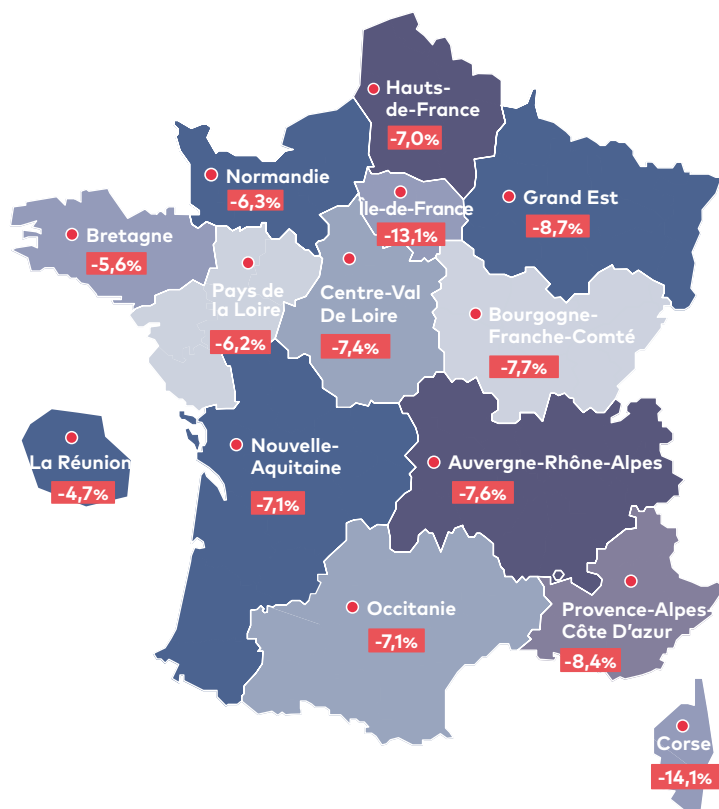 Hauts-
de-France
-7,0%
Normandie
-6,3%
Île-de-France
-13,1%
Grand Est
-8,7%
Bretagne
-5,6%
Pays de
la Loire
-6,2%
Centre-Val
De Loire
-7,4%
Bourgogne-
Franche-Comté
-7,7%
La Réunion
-4,7%
Nouvelle-
Aquitaine
-7,1%
Auvergne-Rhône-Alpes
-7,6%
Occitanie
-7,1%
Provence-Alpes-
Côte D'azur
-8,4%
Corse
-14,1%